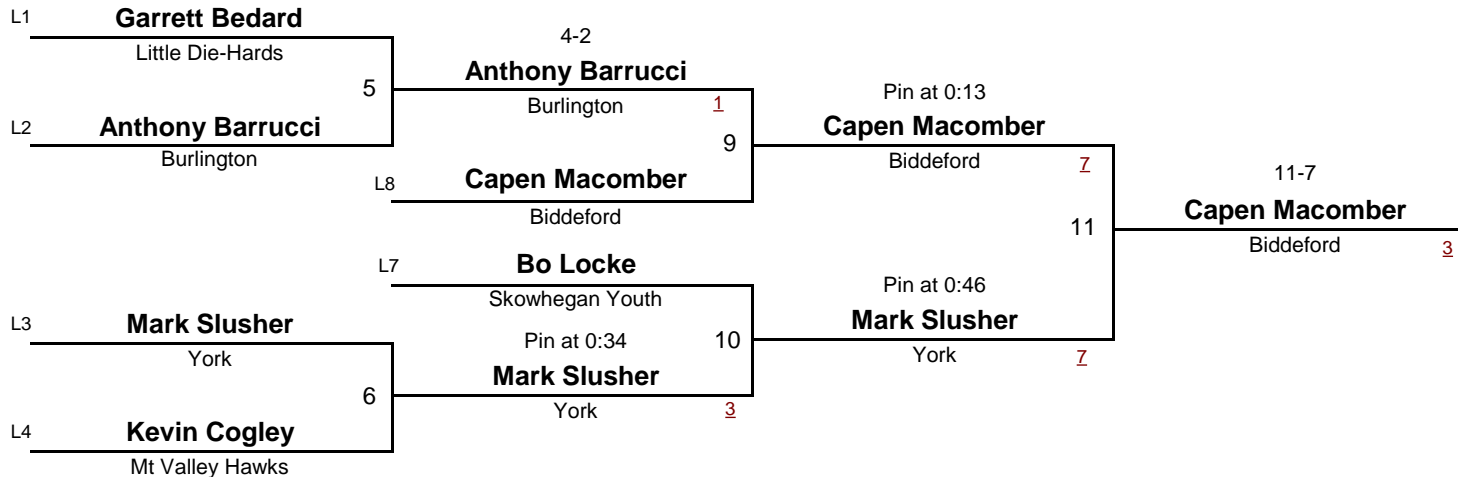 L1
Garrett Bedard
Little Die-Hards
5
L2
Anthony Barrucci
Burlington
4-2
Anthony Barrucci
Burlington
1
9
L8
Capen Macomber
Biddeford
Pin at 0:13
Capen Macomber
Biddeford
7
11
11-7
Capen Macomber
Biddeford
3
L7
Bo Locke
Skowhegan Youth
10
L3
Mark Slusher
York
6
Pin at 0:34
Mark Slusher
York
3
Pin at 0:46
Mark Slusher
York
7
L4
Kevin Cogley
Mt Valley Hawks